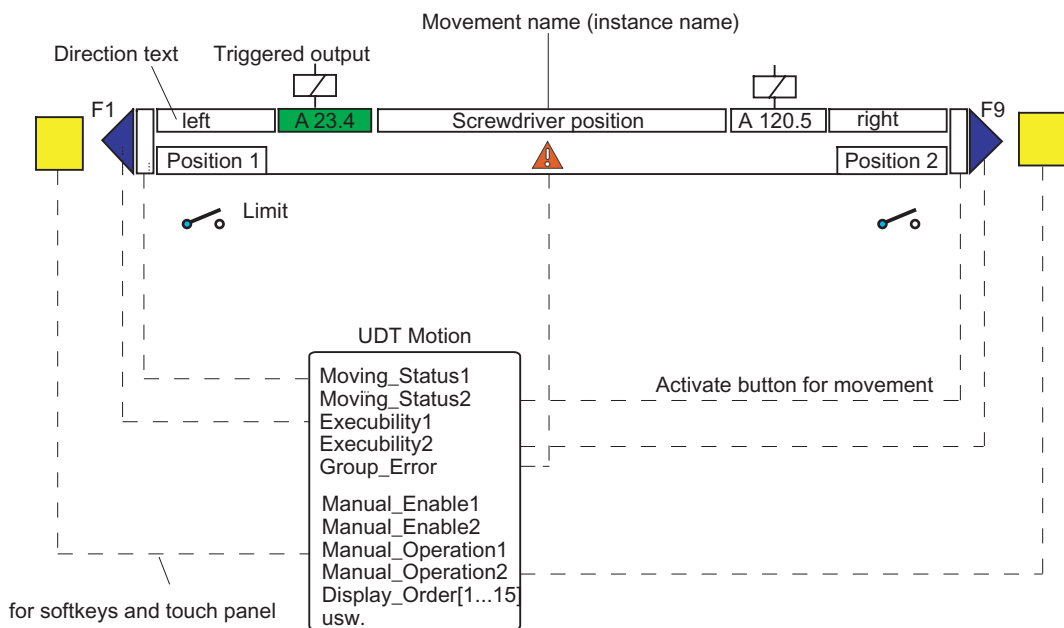 Movement name (instance name)
Direction text
Triggered output
F1
left
A 23.4
Screwdriver position
A 120.5
right
F9
Position 1
Position 2
Limit
UDT Motion
Moving_Status1
Moving_Status2
Activate button for movement
Execubility1
Execubility2
Group_Error
Manual_Enable1
Manual_Enable2
Manual_Operation1
Manual_Operation2
Display_Order[1...15]
usw.
for softkeys and touch panel